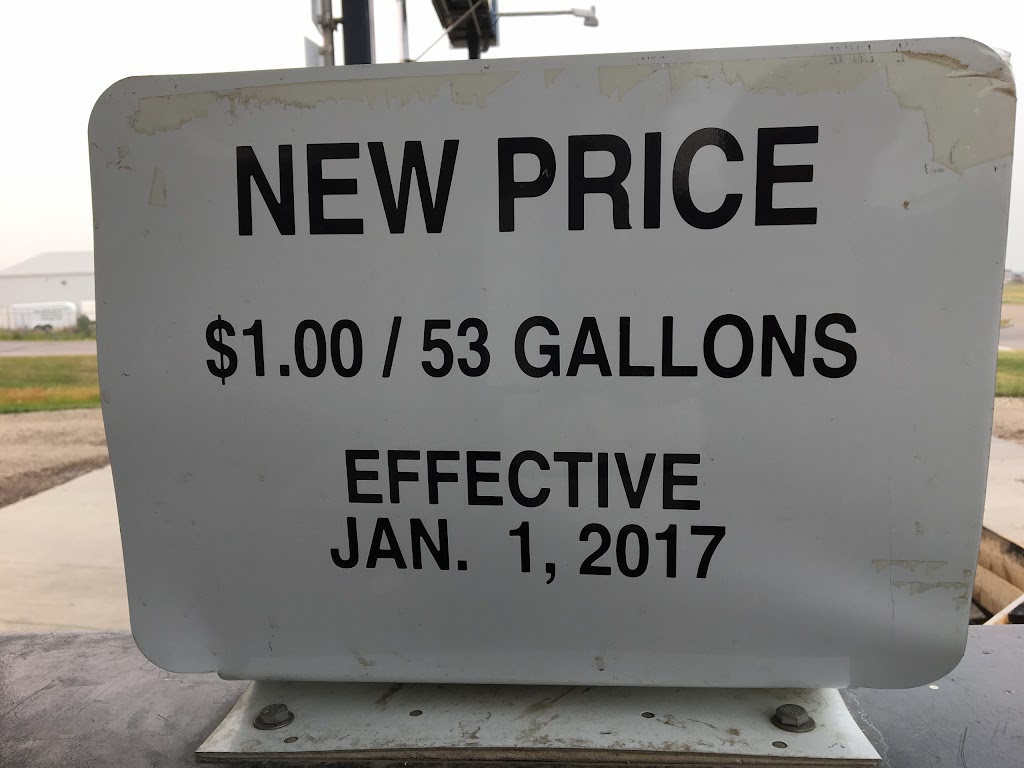 NEW PRICE
$1.00 / 53 GALLONS
EFFECTIVE
JAN. 1, 2017